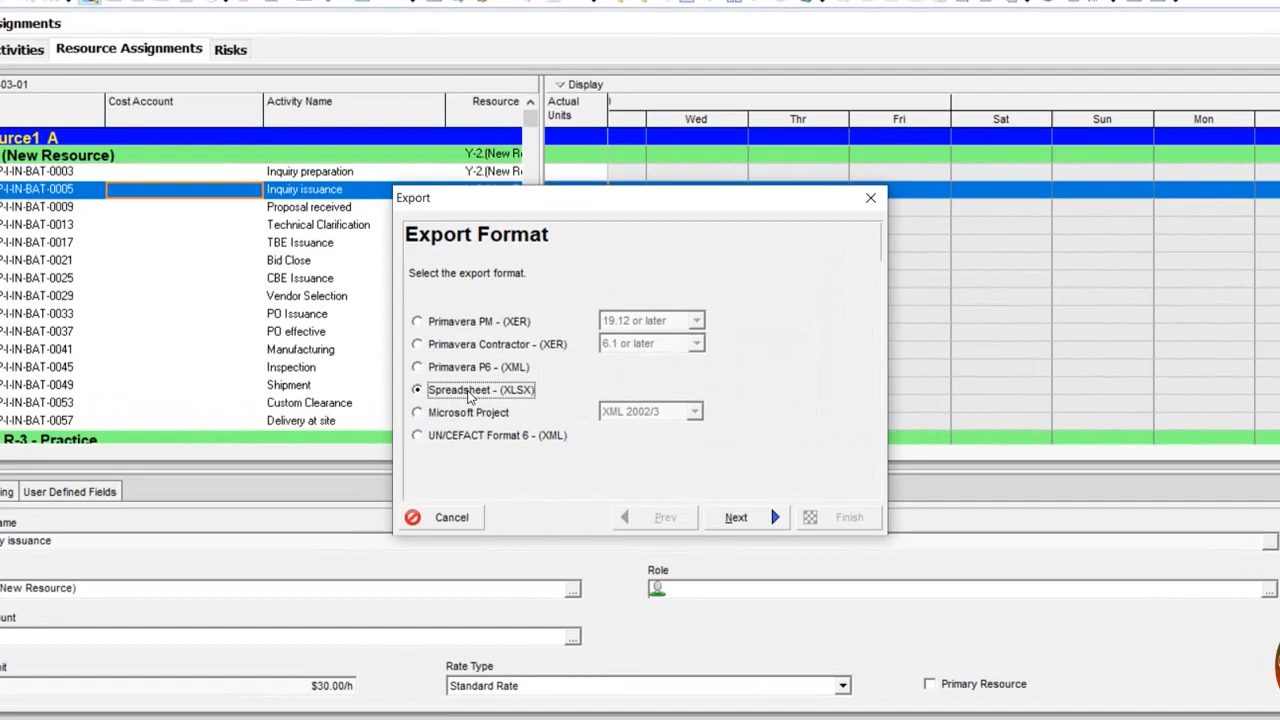 signments
ctivities Resource Assignments Risks
-03-01 Display
Cost Account Activity Name Resource Actual Units
Wed Thr Fri Sat Sun Mon
ource1 A
(New Resource) Y-2.(New R
P-I-IN-BAT-0003 Inquiry preparation Y-2.(New R
P-I-IN-BAT-0005 Inquiry issuance
P-I-IN-BAT-0009 Proposal received
P-I-IN-BAT-0013 Technical Clarification
P-I-IN-BAT-0017 TBE Issuance
P-I-IN-BAT-0021 Bid Close
P-I-IN-BAT-0025 CBE Issuance
P-I-IN-BAT-0029 Vendor Selection
P-I-IN-BAT-0033 PO Issuance
P-I-IN-BAT-0037 PO effective
P-I-IN-BAT-0041 Manufacturing
P-I-IN-BAT-0045 Inspection
P-I-IN-BAT-0049 Shipment
P-I-IN-BAT-0053 Custom Clearance
P-I-IN-BAT-0057 Delivery at site
R-3 - Practice
Export
Export Format
Select the export format.
Primavera PM - (XER) 19.12 or later
Primavera Contractor - (XER) 6.1 or later
Primavera P6 - (XML)
Spreadsheet - (XLSX)
Microsoft Project XML 2002/3
UN/CEFACT Format 6 - (XML)
Cancel Prev Next Finish
ing User Defined Fields
ame
y issuance
Role
New Resource)
unt
it Rate Type
$30.00/h Standard Rate Primary Resource